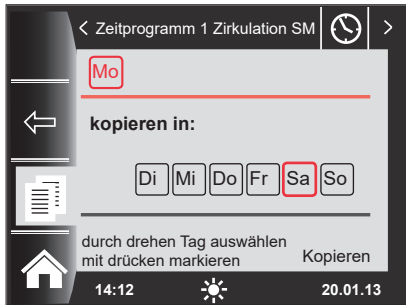 < Zeitprogramm 1 Zirkulation SM >
Mo
kopieren in:
Di Mi Do Fr Sa So
durch drehen Tag auswählen
mit drücken markieren Kopieren
14:12 20.01.13